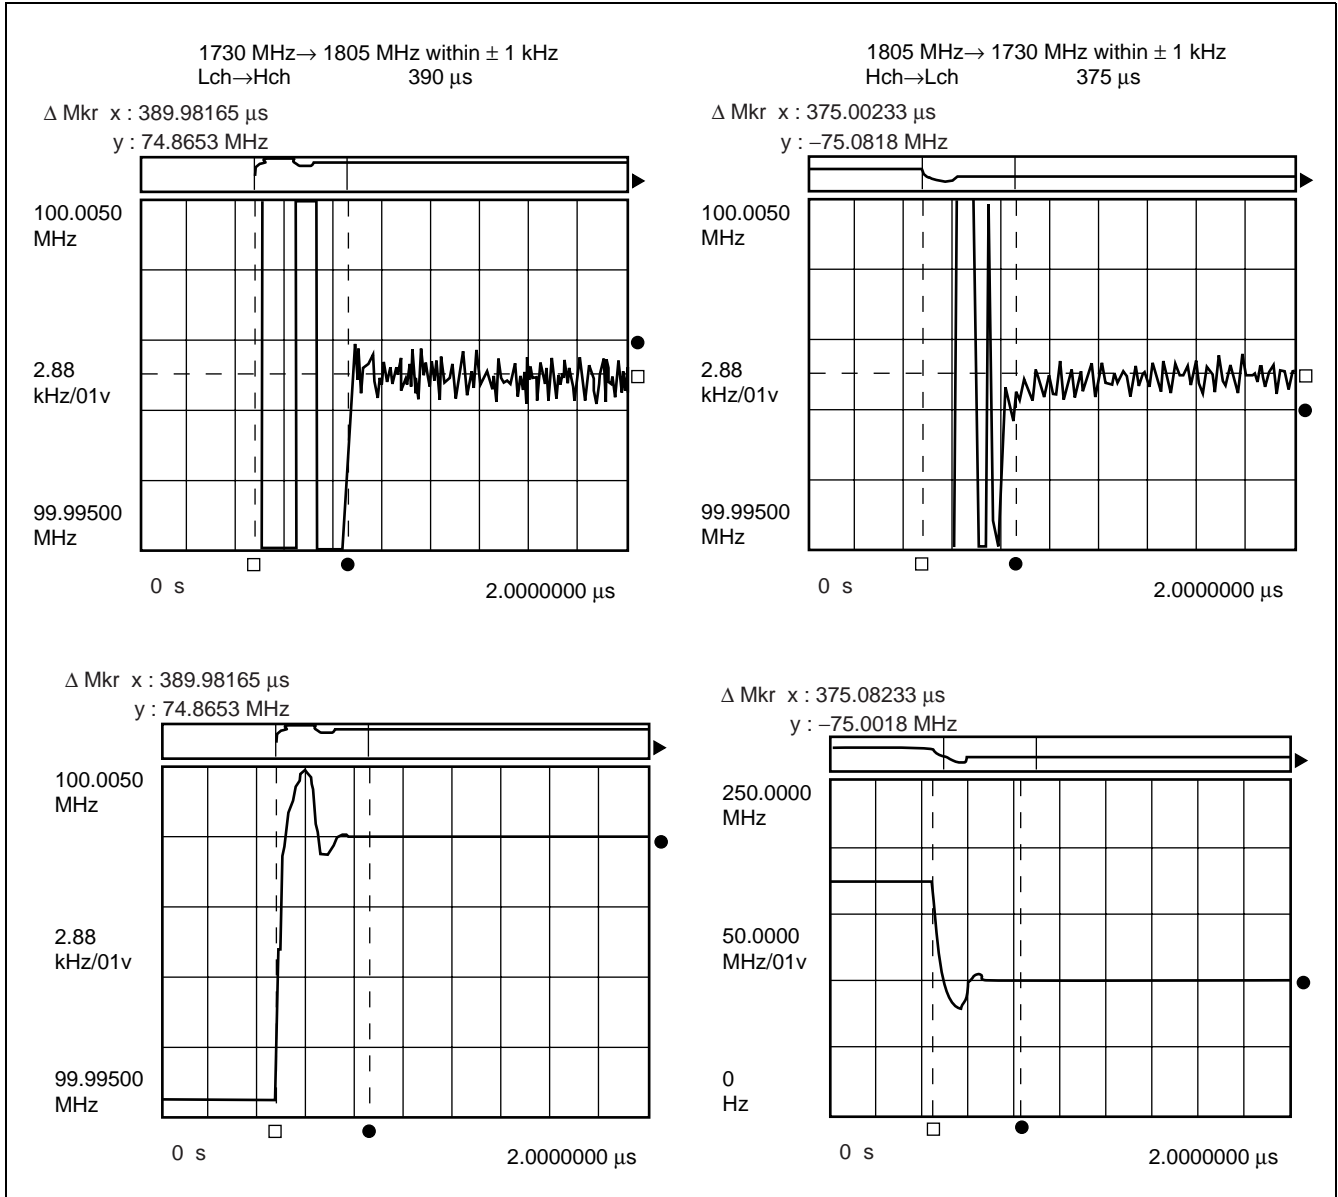 1730 MHz→ 1805 MHz within ± 1 kHz
Lch→Hch 390 μs
Δ Mkr x : 389.98165 μs
y : 74.8653 MHz
100.0050
MHz
2.88
kHz/01v
99.99500
MHz
0 s
2.0000000 μs
1805 MHz→ 1730 MHz within ± 1 kHz
Hch→Lch 375 μs
Δ Mkr x : 375.00233 μs
y : –75.0818 MHz
100.0050
MHz
2.88
kHz/01v
99.99500
MHz
0 s
2.0000000 μs
Δ Mkr x : 389.98165 μs
y : 74.8653 MHz
100.0050
MHz
2.88
kHz/01v
99.99500
MHz
0 s
2.0000000 μs
Δ Mkr x : 375.08233 μs
y : –75.0018 MHz
250.0000
MHz
50.0000
MHz/01v
0
Hz
0 s
2.0000000 μs